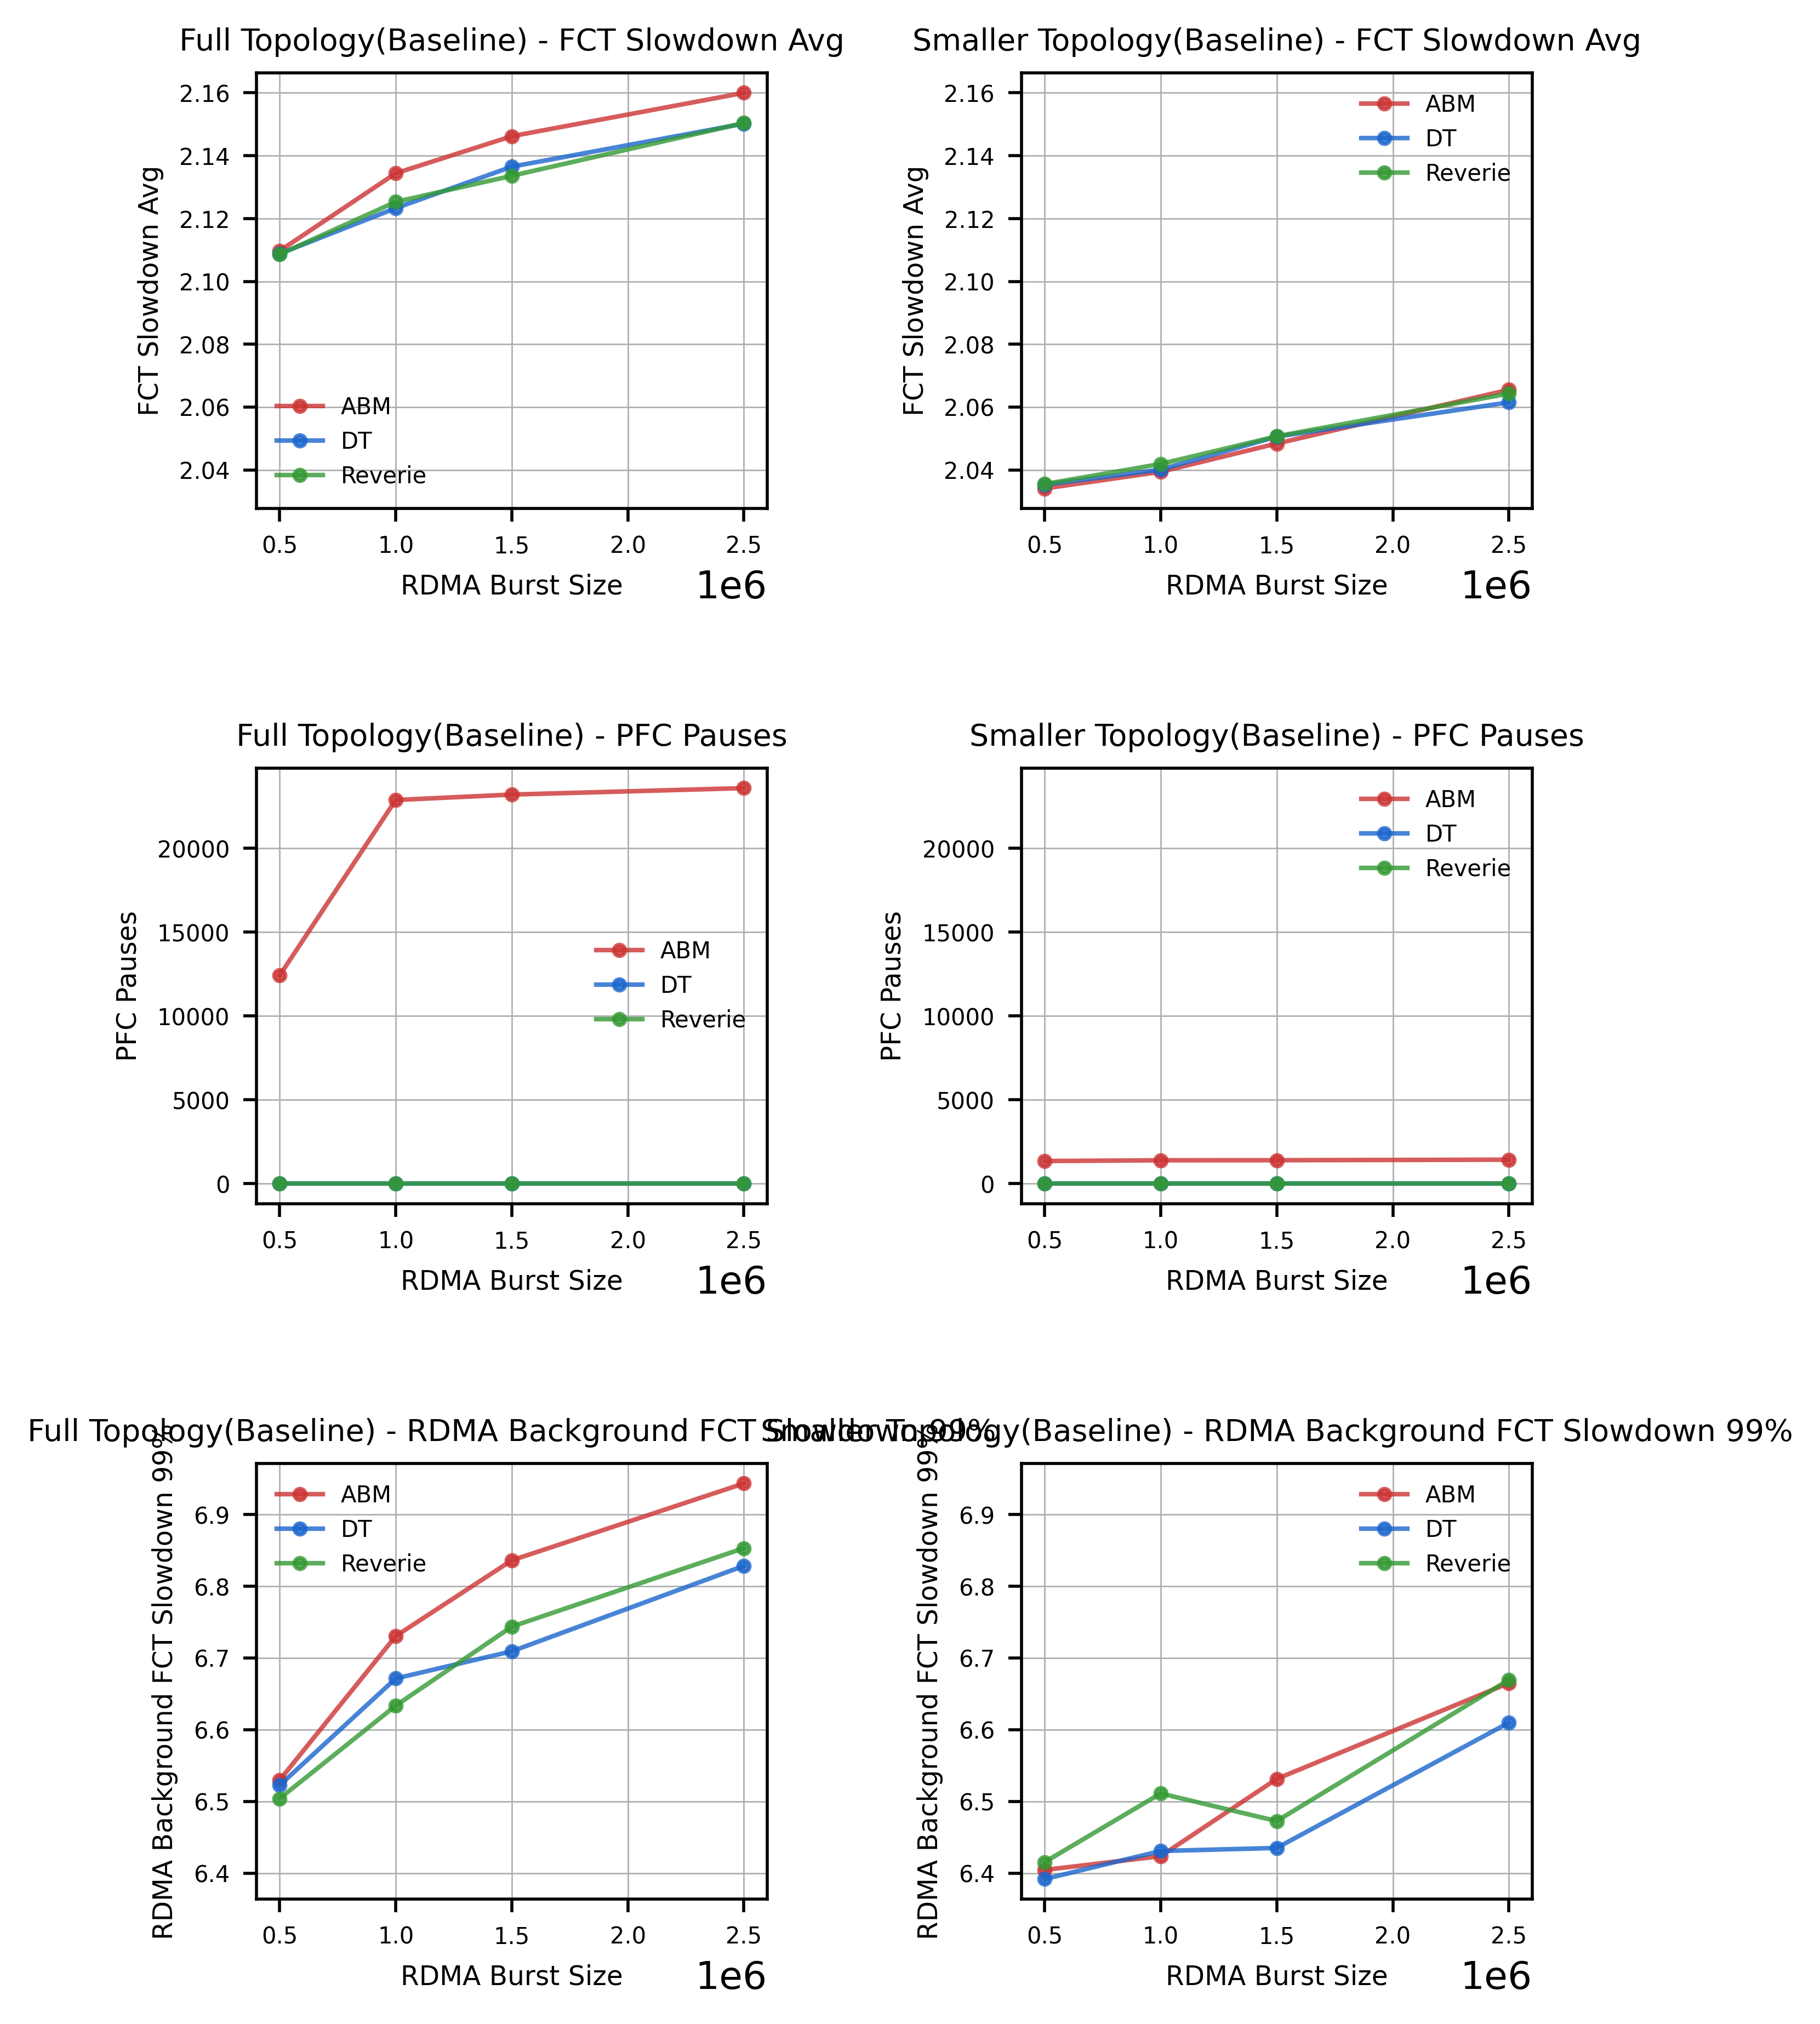 Full Topology(Baseline) - FCT Slowdown Avg
FCT Slowdown Avg
2.16
2.14
2.12
2.10
2.08
2.06
2.04
ABM
DT
Reverie
0.5 1.0 1.5 2.0 2.5
RDMA Burst Size 1e6
Smaller Topology(Baseline) - FCT Slowdown Avg
FCT Slowdown Avg
2.16
2.14
2.12
2.10
2.08
2.06
2.04
ABM
DT
Reverie
0.5 1.0 1.5 2.0 2.5
RDMA Burst Size 1e6
Full Topology(Baseline) - PFC Pauses
PFC Pauses
20000
15000
10000
5000
0
ABM
DT
Reverie
0.5 1.0 1.5 2.0 2.5
RDMA Burst Size 1e6
Smaller Topology(Baseline) - PFC Pauses
PFC Pauses
20000
15000
10000
5000
0
ABM
DT
Reverie
0.5 1.0 1.5 2.0 2.5
RDMA Burst Size 1e6
Full Topology(Baseline) - RDMA Background FCT Slowdown 99%
RDMA Background FCT Slowdown 99%
6.9
6.8
6.7
6.6
6.5
6.4
ABM
DT
Reverie
0.5 1.0 1.5 2.0 2.5
RDMA Burst Size 1e6
Smaller Topology(Baseline) - RDMA Background FCT Slowdown 99%
RDMA Background FCT Slowdown 99%
6.9
6.8
6.7
6.6
6.5
6.4
ABM
DT
Reverie
0.5 1.0 1.5 2.0 2.5
RDMA Burst Size 1e6